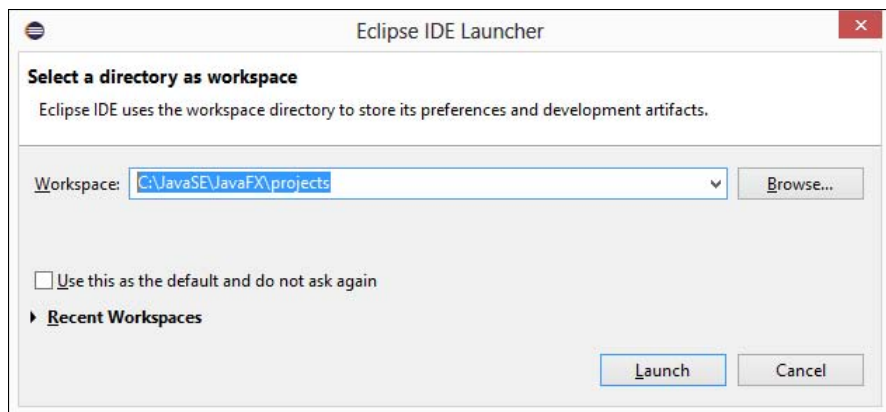 Eclipse IDE Launcher
Select a directory as workspace
Eclipse IDE uses the workspace directory to store its preferences and development artifacts.
Workspace: C:\JavaSE\JavaFX\projects Browse...
Use this as the default and do not ask again
Recent Workspaces
Launch Cancel